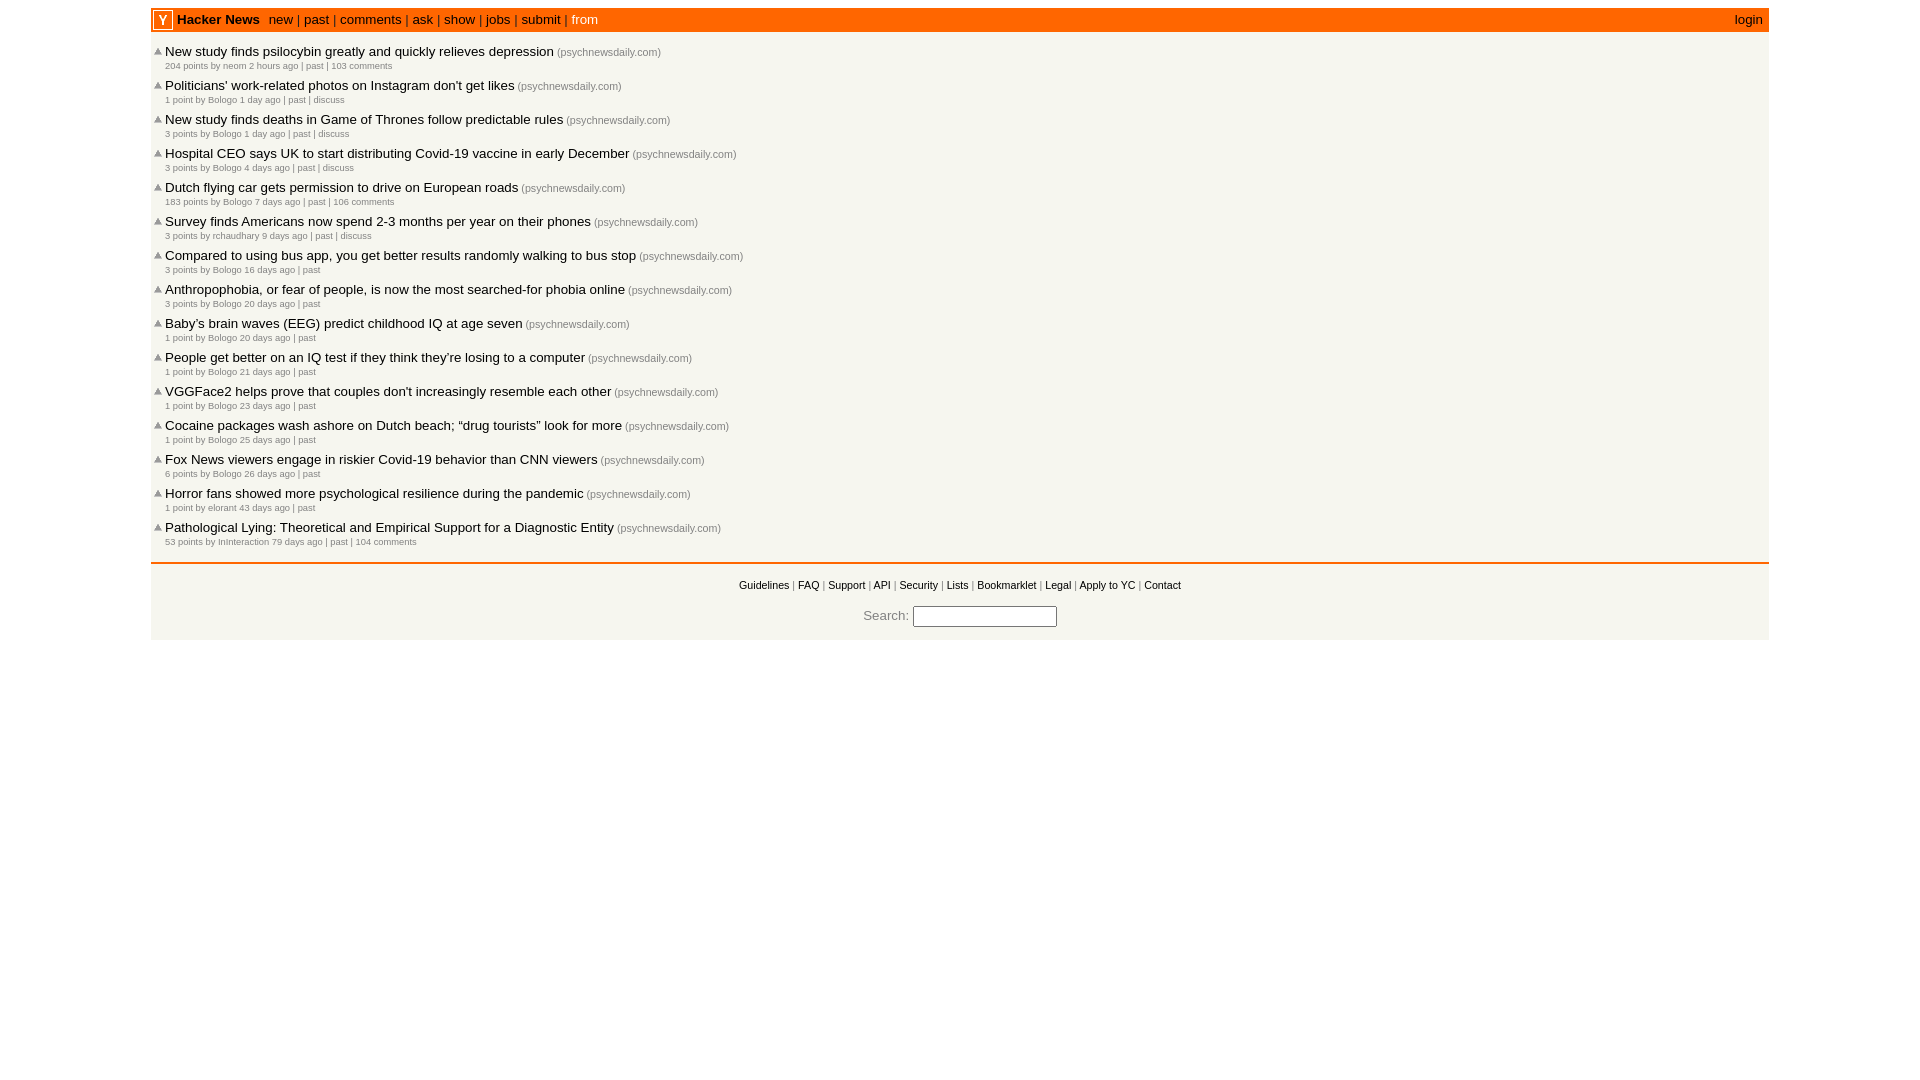 Y Hacker News new | past | comments | ask | show | jobs | submit | from login
New study finds psilocybin greatly and quickly relieves depression (psychnewsdaily.com)
204 points by neom 2 hours ago | past | 103 comments
Politicians' work-related photos on Instagram don't get likes (psychnewsdaily.com)
1 point by Bologo 1 day ago | past | discuss
New study finds deaths in Game of Thrones follow predictable rules (psychnewsdaily.com)
3 points by Bologo 1 day ago | past | discuss
Hospital CEO says UK to start distributing Covid-19 vaccine in early December (psychnewsdaily.com)
3 points by Bologo 4 days ago | past | discuss
Dutch flying car gets permission to drive on European roads (psychnewsdaily.com)
183 points by Bologo 7 days ago | past | 106 comments
Survey finds Americans now spend 2-3 months per year on their phones (psychnewsdaily.com)
3 points by rchaudhary 9 days ago | past | discuss
Compared to using bus app, you get better results randomly walking to bus stop (psychnewsdaily.com)
3 points by Bologo 16 days ago | past
Anthropophobia, or fear of people, is now the most searched-for phobia online (psychnewsdaily.com)
3 points by Bologo 20 days ago | past
Baby’s brain waves (EEG) predict childhood IQ at age seven (psychnewsdaily.com)
1 point by Bologo 20 days ago | past
People get better on an IQ test if they think they’re losing to a computer (psychnewsdaily.com)
1 point by Bologo 21 days ago | past
VGGFace2 helps prove that couples don't increasingly resemble each other (psychnewsdaily.com)
1 point by Bologo 23 days ago | past
Cocaine packages wash ashore on Dutch beach; “drug tourists” look for more (psychnewsdaily.com)
1 point by Bologo 25 days ago | past
Fox News viewers engage in riskier Covid-19 behavior than CNN viewers (psychnewsdaily.com)
6 points by Bologo 26 days ago | past
Horror fans showed more psychological resilience during the pandemic (psychnewsdaily.com)
1 point by elorant 43 days ago | past
Pathological Lying: Theoretical and Empirical Support for a Diagnostic Entity (psychnewsdaily.com)
53 points by InInteraction 79 days ago | past | 104 comments
Guidelines | FAQ | Support | API | Security | Lists | Bookmarklet | Legal | Apply to YC | Contact
Search: